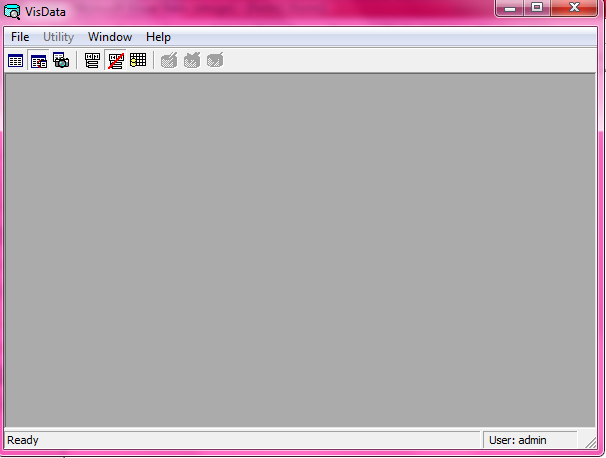 VisData
File Utility Window Help
Ready User: admin